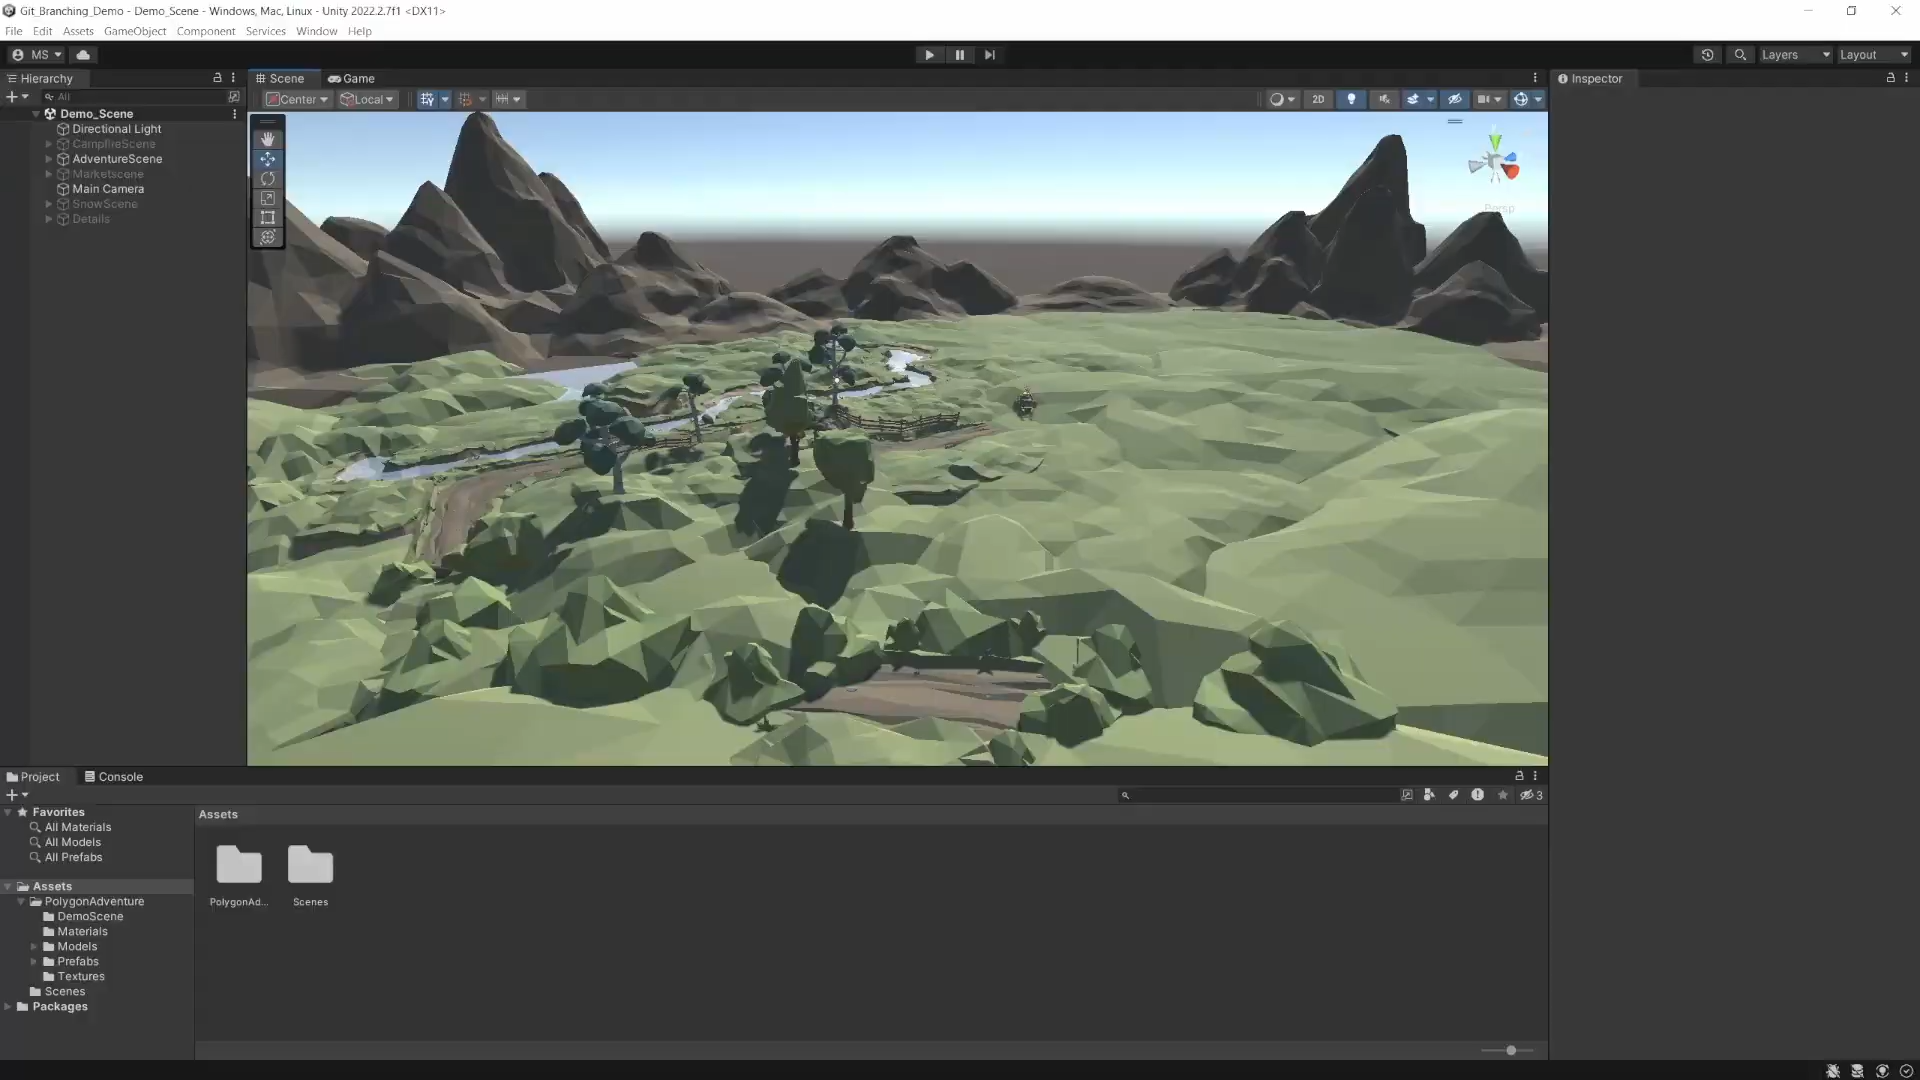 Git_Branching_Demo - Demo_Scene - Windows, Mac, Linux - Unity 2022.2.7f1 <DX11>
File Edit Assets GameObject Component Services Window Help
MS Layers Layout
Hierarchy Scene Game Inspector
All Center Local 2D
Demo_Scene
Directional Light
CampfireScene
AdventureScene
Marketscene
Main Camera
SnowScene
Details
Persp
Project Console
3
Favorites
All Materials
All Models
All Prefabs
Assets
PolygonAdventure
DemoScene
Materials
Models
Prefabs
Textures
Scenes
Packages
Assets
PolygonAd...
Scenes